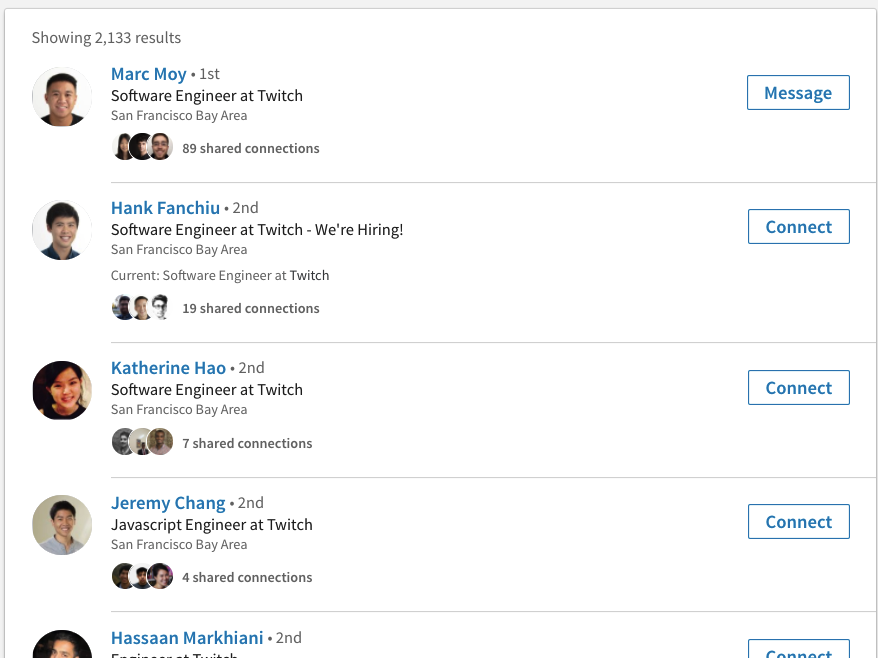 Showing 2,133 results
Marc Moy • 1st
Software Engineer at Twitch
San Francisco Bay Area
89 shared connections
Message
Hank Fanchiu • 2nd
Software Engineer at Twitch - We're Hiring!
San Francisco Bay Area
Current: Software Engineer at Twitch
19 shared connections
Connect
Katherine Hao • 2nd
Software Engineer at Twitch
San Francisco Bay Area
7 shared connections
Connect
Jeremy Chang • 2nd
Javascript Engineer at Twitch
San Francisco Bay Area
4 shared connections
Connect
Hassaan Markhiani • 2nd
Engineer at Twitch
Connect